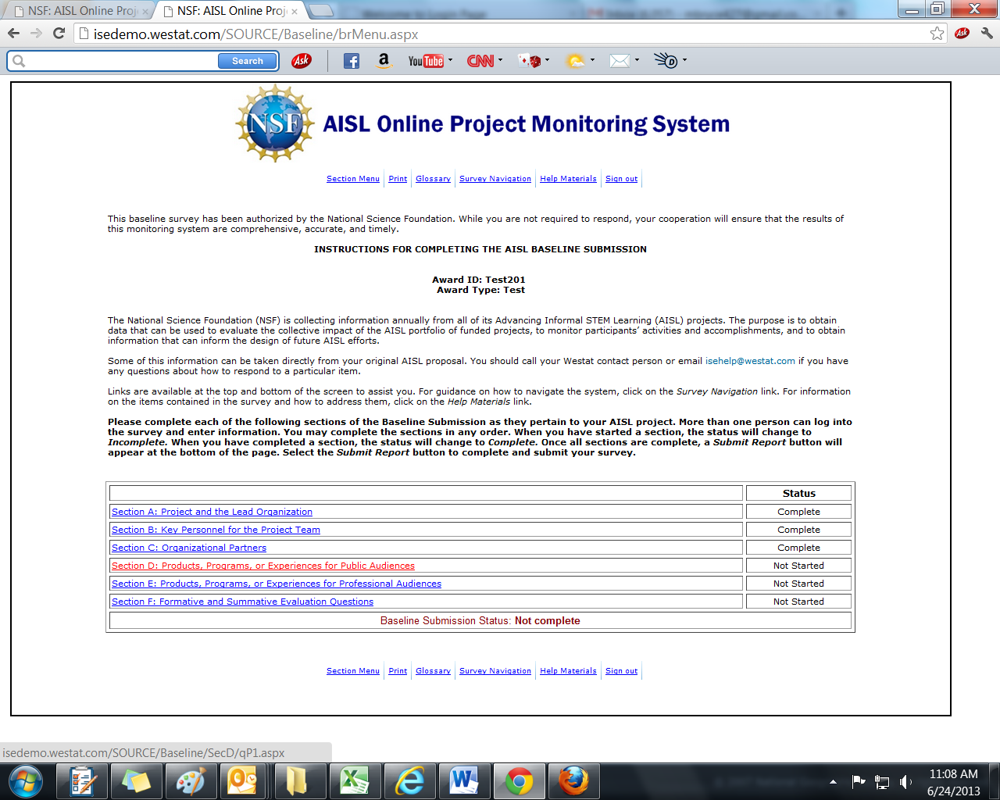 NSF: AISL Online Proj
NSF: AISL Online Proj
isedemo.westat.com/SOURCE/Baseline/brMenu.aspx
Ask
Search
Ask
a
YouTube
CNN
D
NSF
AISL Online Project Monitoring System
Section Menu
Print
Glossary
Survey Navigation
Help Materials
Sign out
This baseline survey has been authorized by the National Science Foundation. While you are not required to respond, your cooperation will ensure that the results of
this monitoring system are comprehensive, accurate, and timely.
INSTRUCTIONS FOR COMPLETING THE AISL BASELINE SUBMISSION
Award ID: Test201
Award Type: Test
The National Science Foundation (NSF) is collecting information annually from all of its Advancing Informal STEM Learning (AISL) projects. The purpose is to obtain
data that can be used to evaluate the collective impact of the AISL portfolio of funded projects, to monitor participants’ activities and accomplishments, and to obtain
information that can inform the design of future AISL efforts.
Some of this information can be taken directly from your original AISL proposal. You should call your Westat contact person or email isehelp@westat.com if you have
any questions about how to respond to a particular item.
Links are available at the top and bottom of the screen to assist you. For guidance on how to navigate the system, click on the Survey Navigation link. For information
on the items contained in the survey and how to address them, click on the Help Materials link.
Please complete each of the following sections of the Baseline Submission as they pertain to your AISL project. More than one person can log into
the survey and enter information. You may complete the sections in any order. When you have started a section, the status will change to
Incomplete. When you have completed a section, the status will change to Complete. Once all sections are complete, a Submit Report button will
appear at the bottom of the page. Select the Submit Report button to complete and submit your survey.
Status
Section A: Project and the Lead Organization Complete
Section B: Key Personnel for the Project Team Complete
Section C: Organizational Partners Complete
Section D: Products, Programs, or Experiences for Public Audiences Not Started
Section E: Products, Programs, or Experiences for Professional Audiences Not Started
Section F: Formative and Summative Evaluation Questions Not Started
Baseline Submission Status: Not complete
Section Menu
Print
Glossary
Survey Navigation
Help Materials
Sign out
isedemo.westat.com/SOURCE/Baseline/SecD/qP1.aspx
11:08 AM
6/24/2013